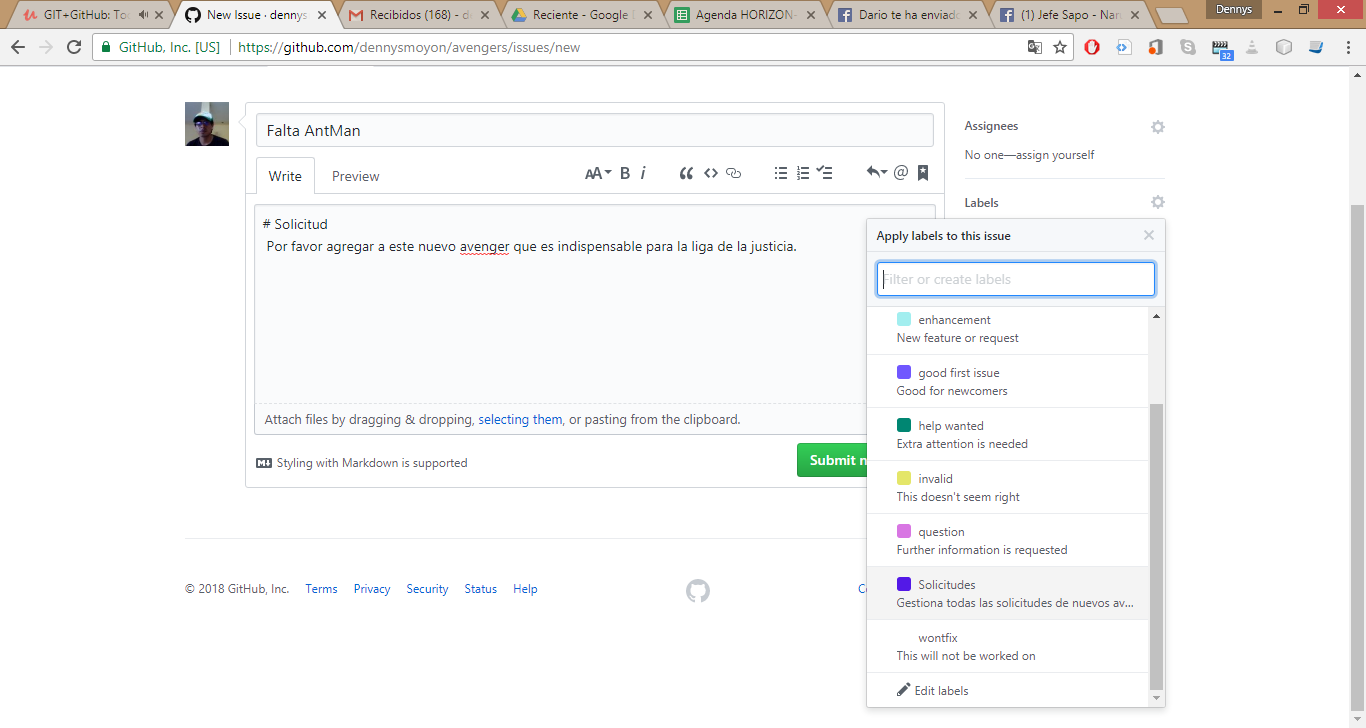 GIT+GitHub: Too
New Issue · dennys
Recibidos (168) - de
Reciente - Google
Agenda HORIZON-
Dario te ha enviado
(1) Jefe Sapo - Nar
Dennys
GitHub, Inc. [US]
https://github.com/dennysmoyon/avengers/issues/new
32
Falta AntMan
Write
Preview
AA
B
i
@
# Solicitud
Por favor agregar a este nuevo avenger que es indispensable para la liga de la justicia.
Attach files by dragging & dropping, selecting them, or pasting from the clipboard.
Styling with Markdown is supported
Submit n
Assignees
No one—assign yourself
Labels
Apply labels to this issue
Filter or create labels
enhancement
New feature or request
good first issue
Good for newcomers
help wanted
Extra attention is needed
invalid
This doesn't seem right
question
Further information is requested
Solicitudes
Gestiona todas las solicitudes de nuevos av...
wontfix
This will not be worked on
Edit labels
© 2018 GitHub, Inc.
Terms
Privacy
Security
Status
Help